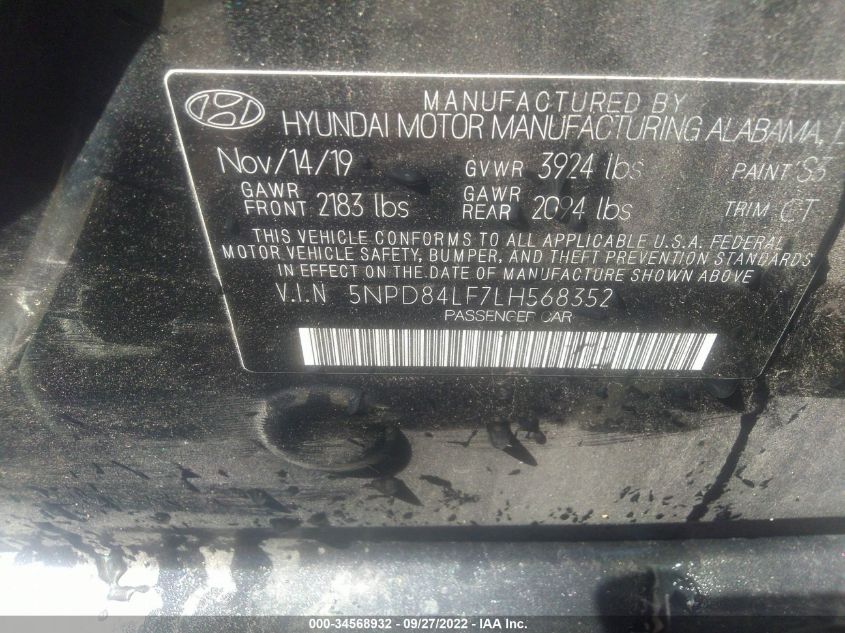 MANUFACTURED BY
HYUNDAI MOTOR MANUFACTURING ALABAMA,
Nov/14/19 GVWR 3924 lbs PAINT S3
GAWR FRONT 2183 lbs GAWR REAR 2094 lbs TRIM CT
THIS VEHICLE CONFORMS TO ALL APPLICABLE U.S.A. FEDERAL
MOTOR VEHICLE SAFETY, BUMPER, AND THEFT PREVENTION STANDARDS
IN EFFECT ON THE DATE OF MANUFACTURE SHOWN ABOVE
V.I.N 5NPD84LF7LH568352
PASSENGER CAR
000-34568932 - 09/27/2022 - IAA Inc.